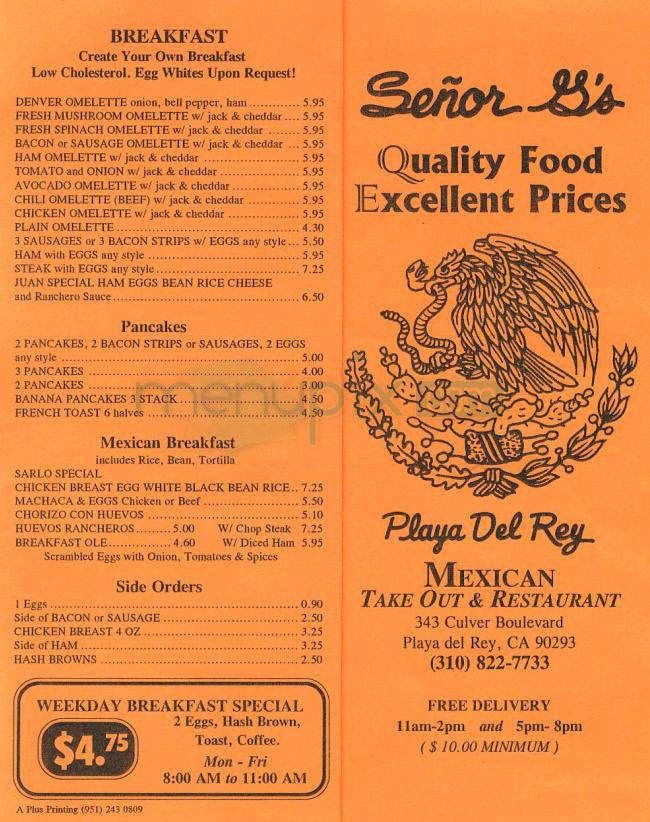 BREAKFAST
Create Your Own Breakfast
Low Cholesterol. Egg Whites Upon Request!
DENVER OMELETTE onion, bell pepper, ham ............. 5.95
FRESH MUSHROOM OMELETTE w/ jack & cheddar .... 5.95
FRESH SPINACH OMELETTE w/ jack & cheddar ........ 5.95
BACON or SAUSAGE OMELETTE w/ jack & cheddar ... 5.95
HAM OMELETTE w/ jack & cheddar ........................ 5.95
TOMATO and ONION w/ jack & cheddar .................... 5.95
AVOCADO OMELETTE w/ jack & cheddar .................. 5.95
CHILI OMELETTE (BEEF) w/ jack & cheddar .............. 5.95
CHICKEN OMELETTE w/ jack & cheddar .................. 5.95
PLAIN OMELETTE .............................................. 4.30
3 SAUSAGES or 3 BACON STRIPS w/ EGGS any style ... 5.50
HAM with EGGS any style ..................................... 5.95
STEAK with EGGS any style ................................... 7.25
JUAN SPECIAL HAM EGGS BEAN RICE CHEESE
and Ranchero Sauce ............................................. 6.50
Pancakes
2 PANCAKES, 2 BACON STRIPS or SAUSAGES, 2 EGGS
any style .......................................................... 5.00
3 PANCAKES ..................................................... 4.00
2 PANCAKES ..................................................... 3.00
BANANA PANCAKES 3 STACK ............................... 4.50
FRENCH TOAST 6 halves ...................................... 4.50
Mexican Breakfast
includes Rice, Bean, Tortilla
SARLO SPECIAL
CHICKEN BREAST EGG WHITE BLACK BEAN RICE .. 7.25
MACHACA & EGGS Chicken or Beef ........................ 5.50
CHORIZO CON HUEVOS ...................................... 5.10
HUEVOS RANCHEROS .......... 5.00 W/ Chop Steak 7.25
BREAKFAST OLE ................. 4.60 W/ Diced Ham 5.95
Scrambled Eggs with Onion, Tomatoes & Spices
Side Orders
1 Eggs ............................................................. 0.90
Side of BACON or SAUSAGE .................................. 2.50
CHICKEN BREAST 4 OZ ........................................ 3.25
Side of HAM ..................................................... 3.25
HASH BROWNS ................................................. 2.50
WEEKDAY BREAKFAST SPECIAL
$4.75
2 Eggs, Hash Brown,
Toast, Coffee.
Mon - Fri
8:00 AM to 11:00 AM
A Plus Printing (951) 243 0809
Señor G's
Quality Food
Excellent Prices
Playa Del Rey
MEXICAN
TAKE OUT & RESTAURANT
343 Culver Boulevard
Playa del Rey, CA 90293
(310) 822-7733
FREE DELIVERY
11am-2pm and 5pm- 8pm
( $ 10.00 MINIMUM )
menupix